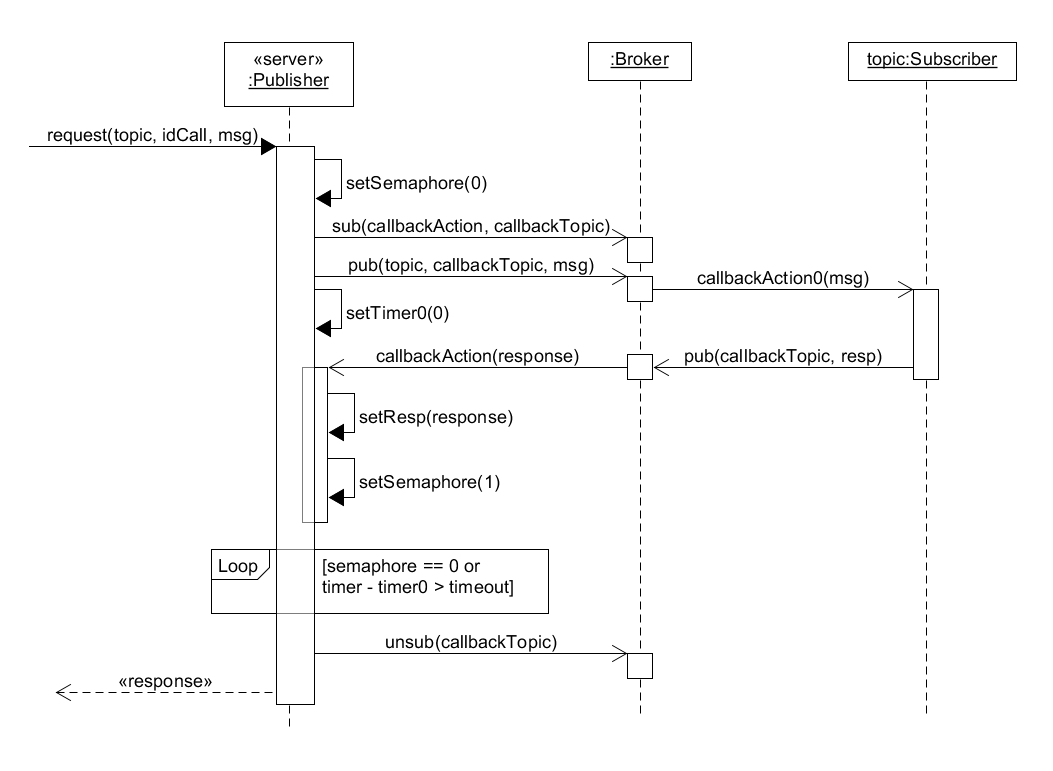 «server»
:Publisher
:Broker
topic:Subscriber
request(topic, idCall, msg)
setSemaphore(0)
sub(callbackAction, callbackTopic)
pub(topic, callbackTopic, msg)
callbackAction0(msg)
setTimer0(0)
callbackAction(response)
pub(callbackTopic, resp)
setResp(response)
setSemaphore(1)
Loop
[semaphore == 0 or
timer - timer0 > timeout]
unsub(callbackTopic)
«response»